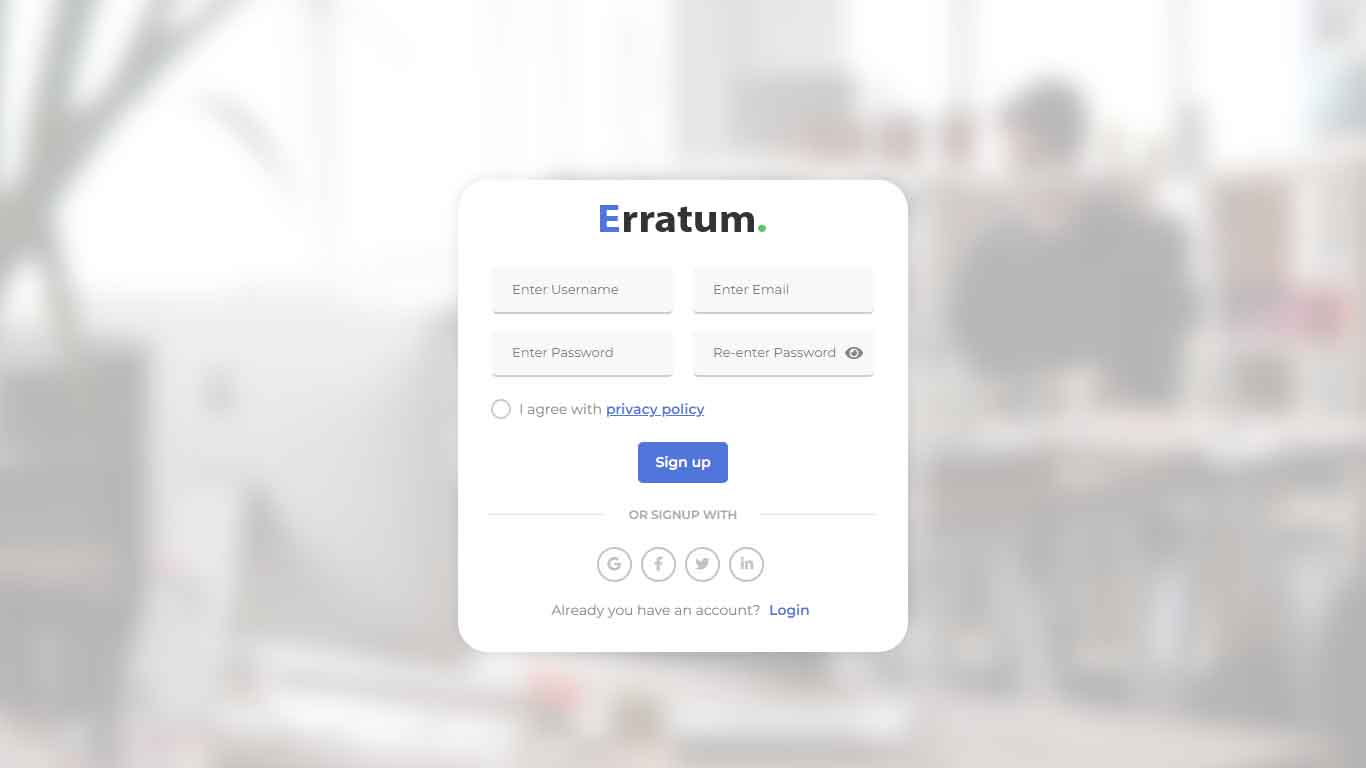 Erratum.
Enter Username
Enter Email
Enter Password
Re-enter Password
I agree with privacy policy
Sign up
OR SIGNUP WITH
Already you have an account? Login